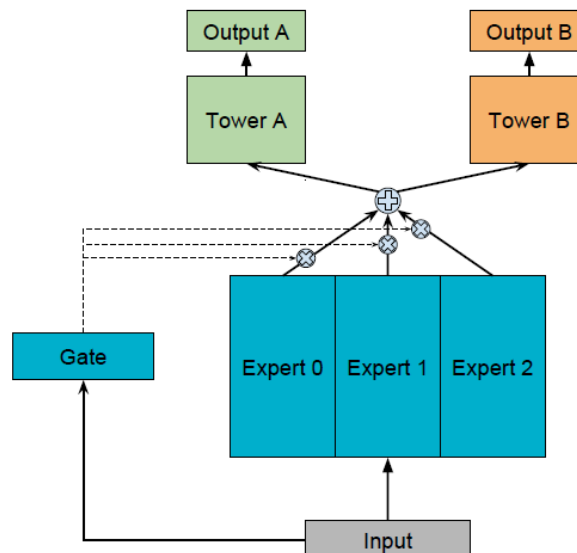 Output A
Output B
Tower A
Tower B
Gate
Expert 0
Expert 1
Expert 2
Input